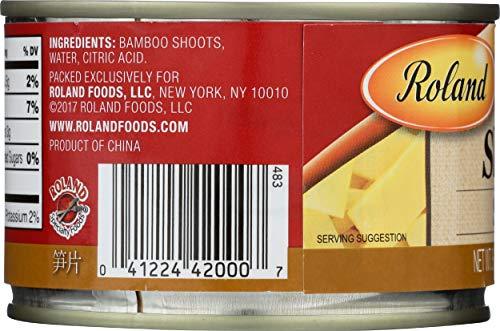 % DV
2%
7%
0%
Potassium 2%
INGREDIENTS: BAMBOO SHOOTS,
WATER, CITRIC ACID.
PACKED EXCLUSIVELY FOR
ROLAND FOODS, LLC, NEW YORK, NY 10010
©2017 ROLAND FOODS, LLC
WWW.ROLANDFOODS.COM
PRODUCT OF CHINA
ROLAND
Specialty Foods
笋片
483
0 41224 42000 7
Roland
S
SERVING SUGGESTION
NET